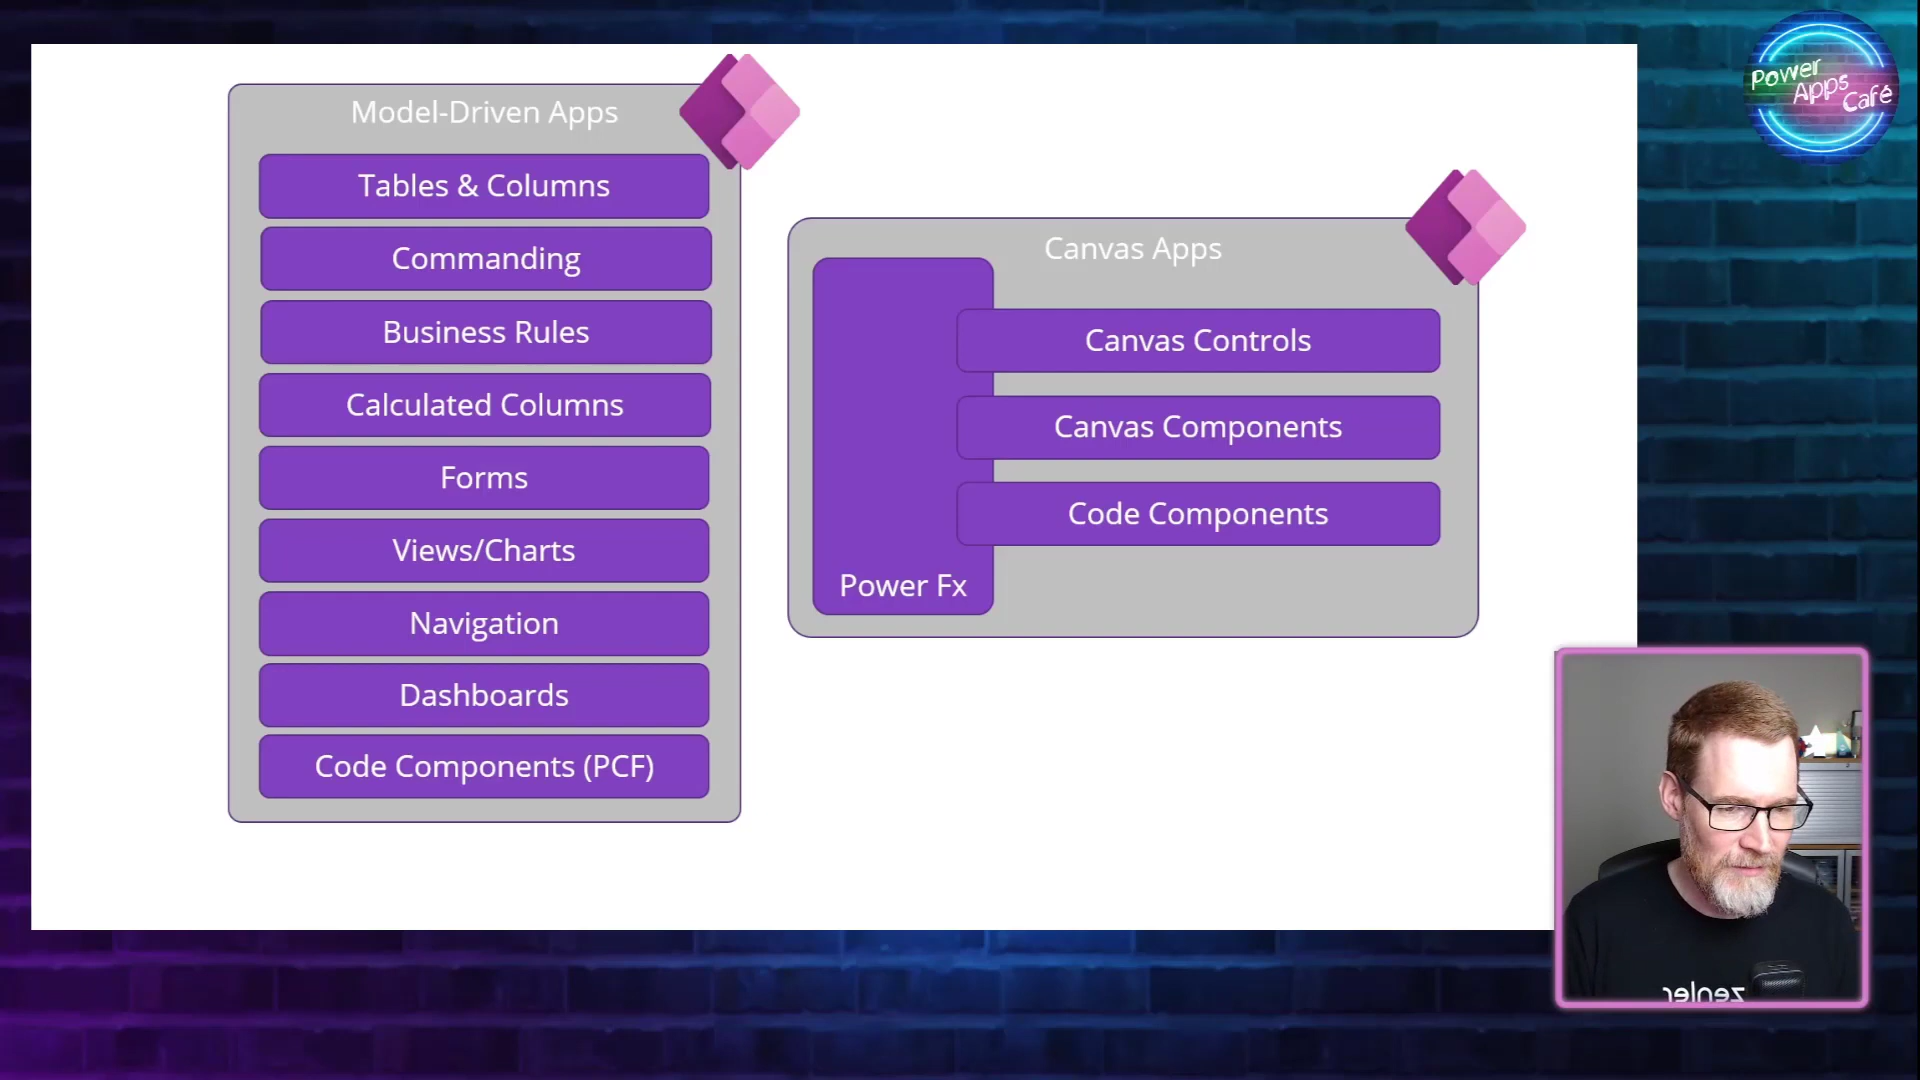 Model-Driven Apps
Tables & Columns
Commanding
Business Rules
Calculated Columns
Forms
Views/Charts
Navigation
Dashboards
Code Components (PCF)
Canvas Apps
Canvas Controls
Canvas Components
Code Components
Power Fx
Power
Apps
Café
zepler